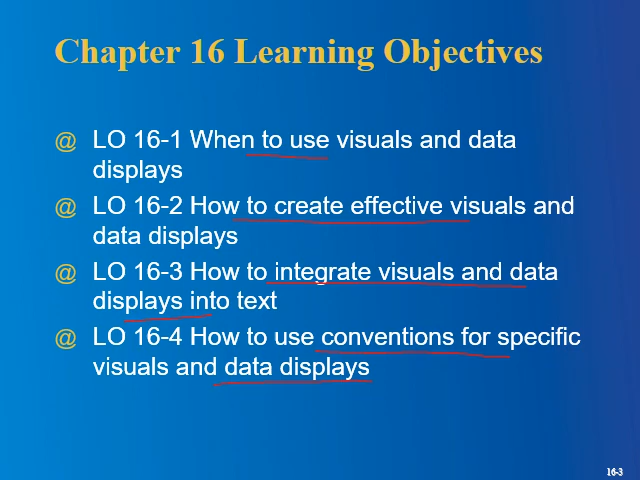 Chapter 16 Learning Objectives
@ LO 16-1 When to use visuals and data
displays
@ LO 16-2 How to create effective visuals and
data displays
@ LO 16-3 How to integrate visuals and data
displays into text
@ LO 16-4 How to use conventions for specific
visuals and data displays
16-3